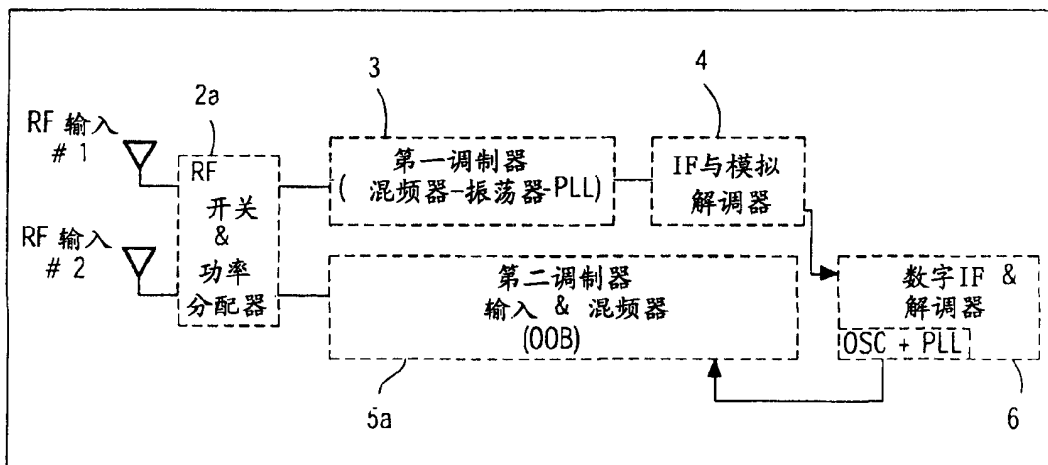 RF 输入
# 1
2a
RF
开关
&
功率
分配器
RF 输入
# 2
3
第一调制器
( 混频器-振荡器-PLL)
4
IF与模拟
解调器
第二调制器
输入 & 混频器
(OOB)
5a
数字IF &
解调器
OSC + PLL
6